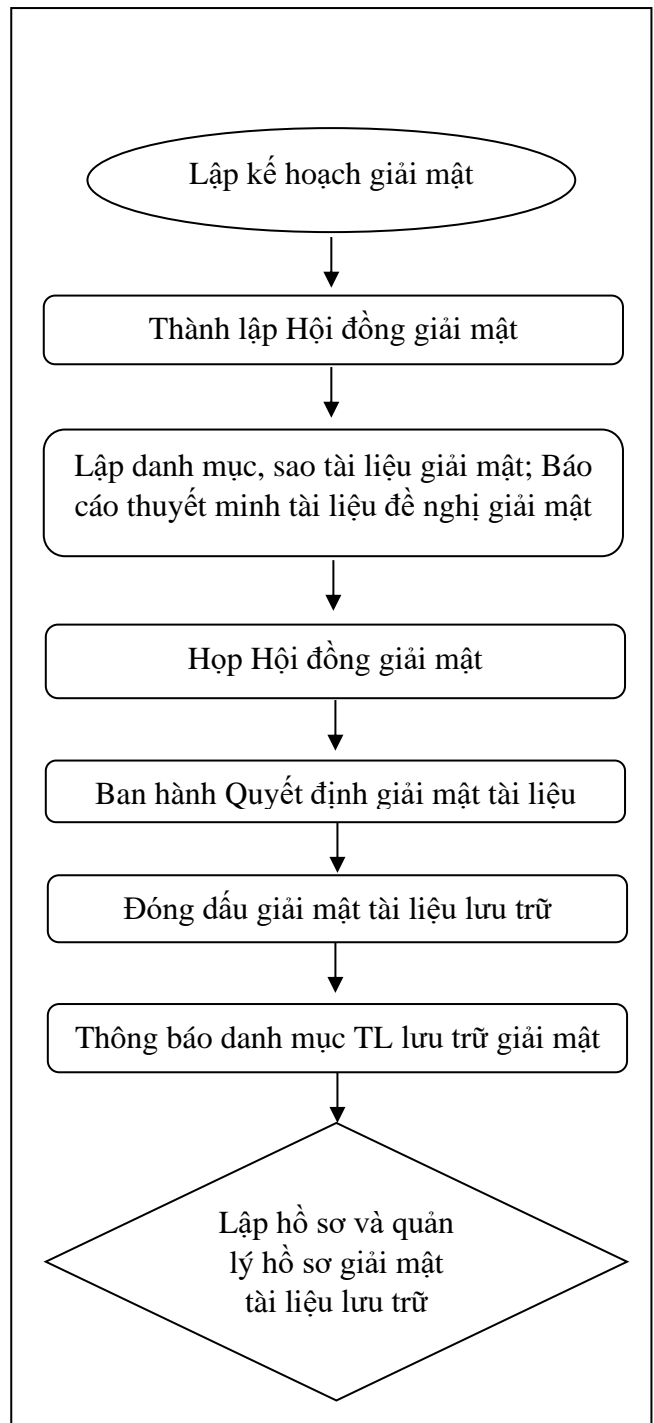 Lập kế hoạch giải mật
Thành lập Hội đồng giải mật
Lập danh mục, sao tài liệu giải mật; Báo
cáo thuyết minh tài liệu đề nghị giải mật
Họp Hội đồng giải mật
Ban hành Quyết định giải mật tài liệu
Đóng dấu giải mật tài liệu lưu trữ
Thông báo danh mục TL lưu trữ giải mật
Lập hồ sơ và quản
lý hồ sơ giải mật
tài liệu lưu trữ